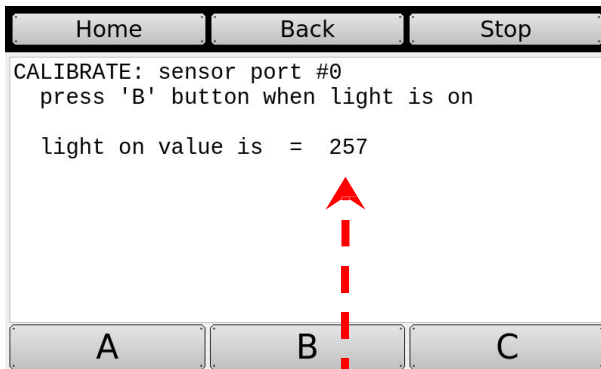 Home Back Stop
CALIBRATE: sensor port #0
press 'B' button when light is on
light on value is = 257
A B C